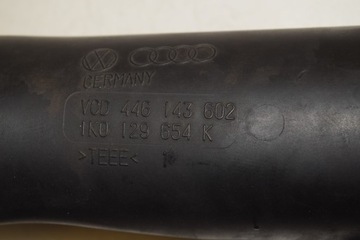 GERMANY
VCD 446 143 602
1K0 129 654 K
>TEEE<